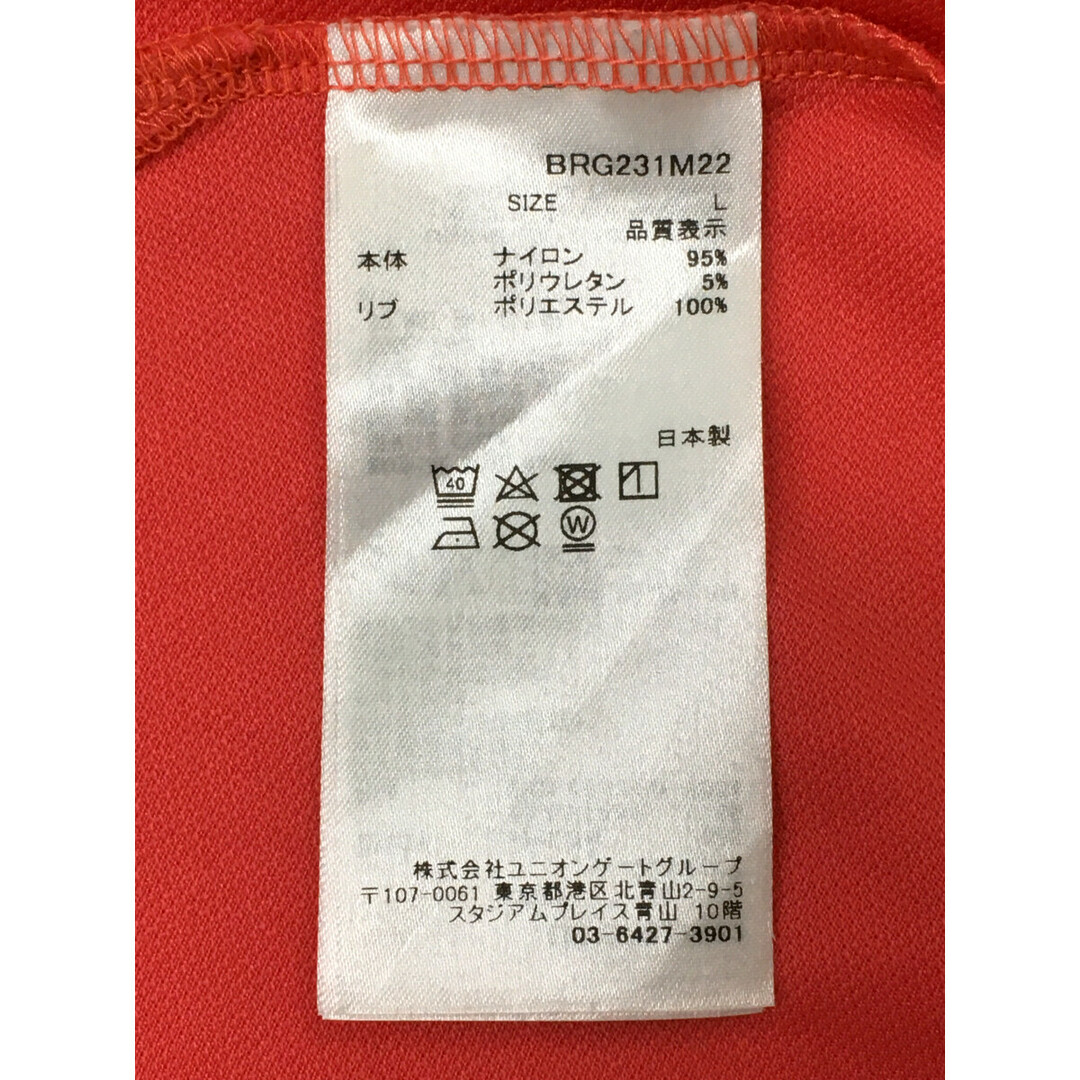 BRG231M22
SIZE L
品質表示
本体 ナイロン 95%
ポリウレタン 5%
リブ ポリエステル 100%
日本製
40
W
株式会社ユニオンゲートグループ
〒107-0061 東京都港区北青山2-9-5
スタジアムプレイス青山 10階
03-6427-3901